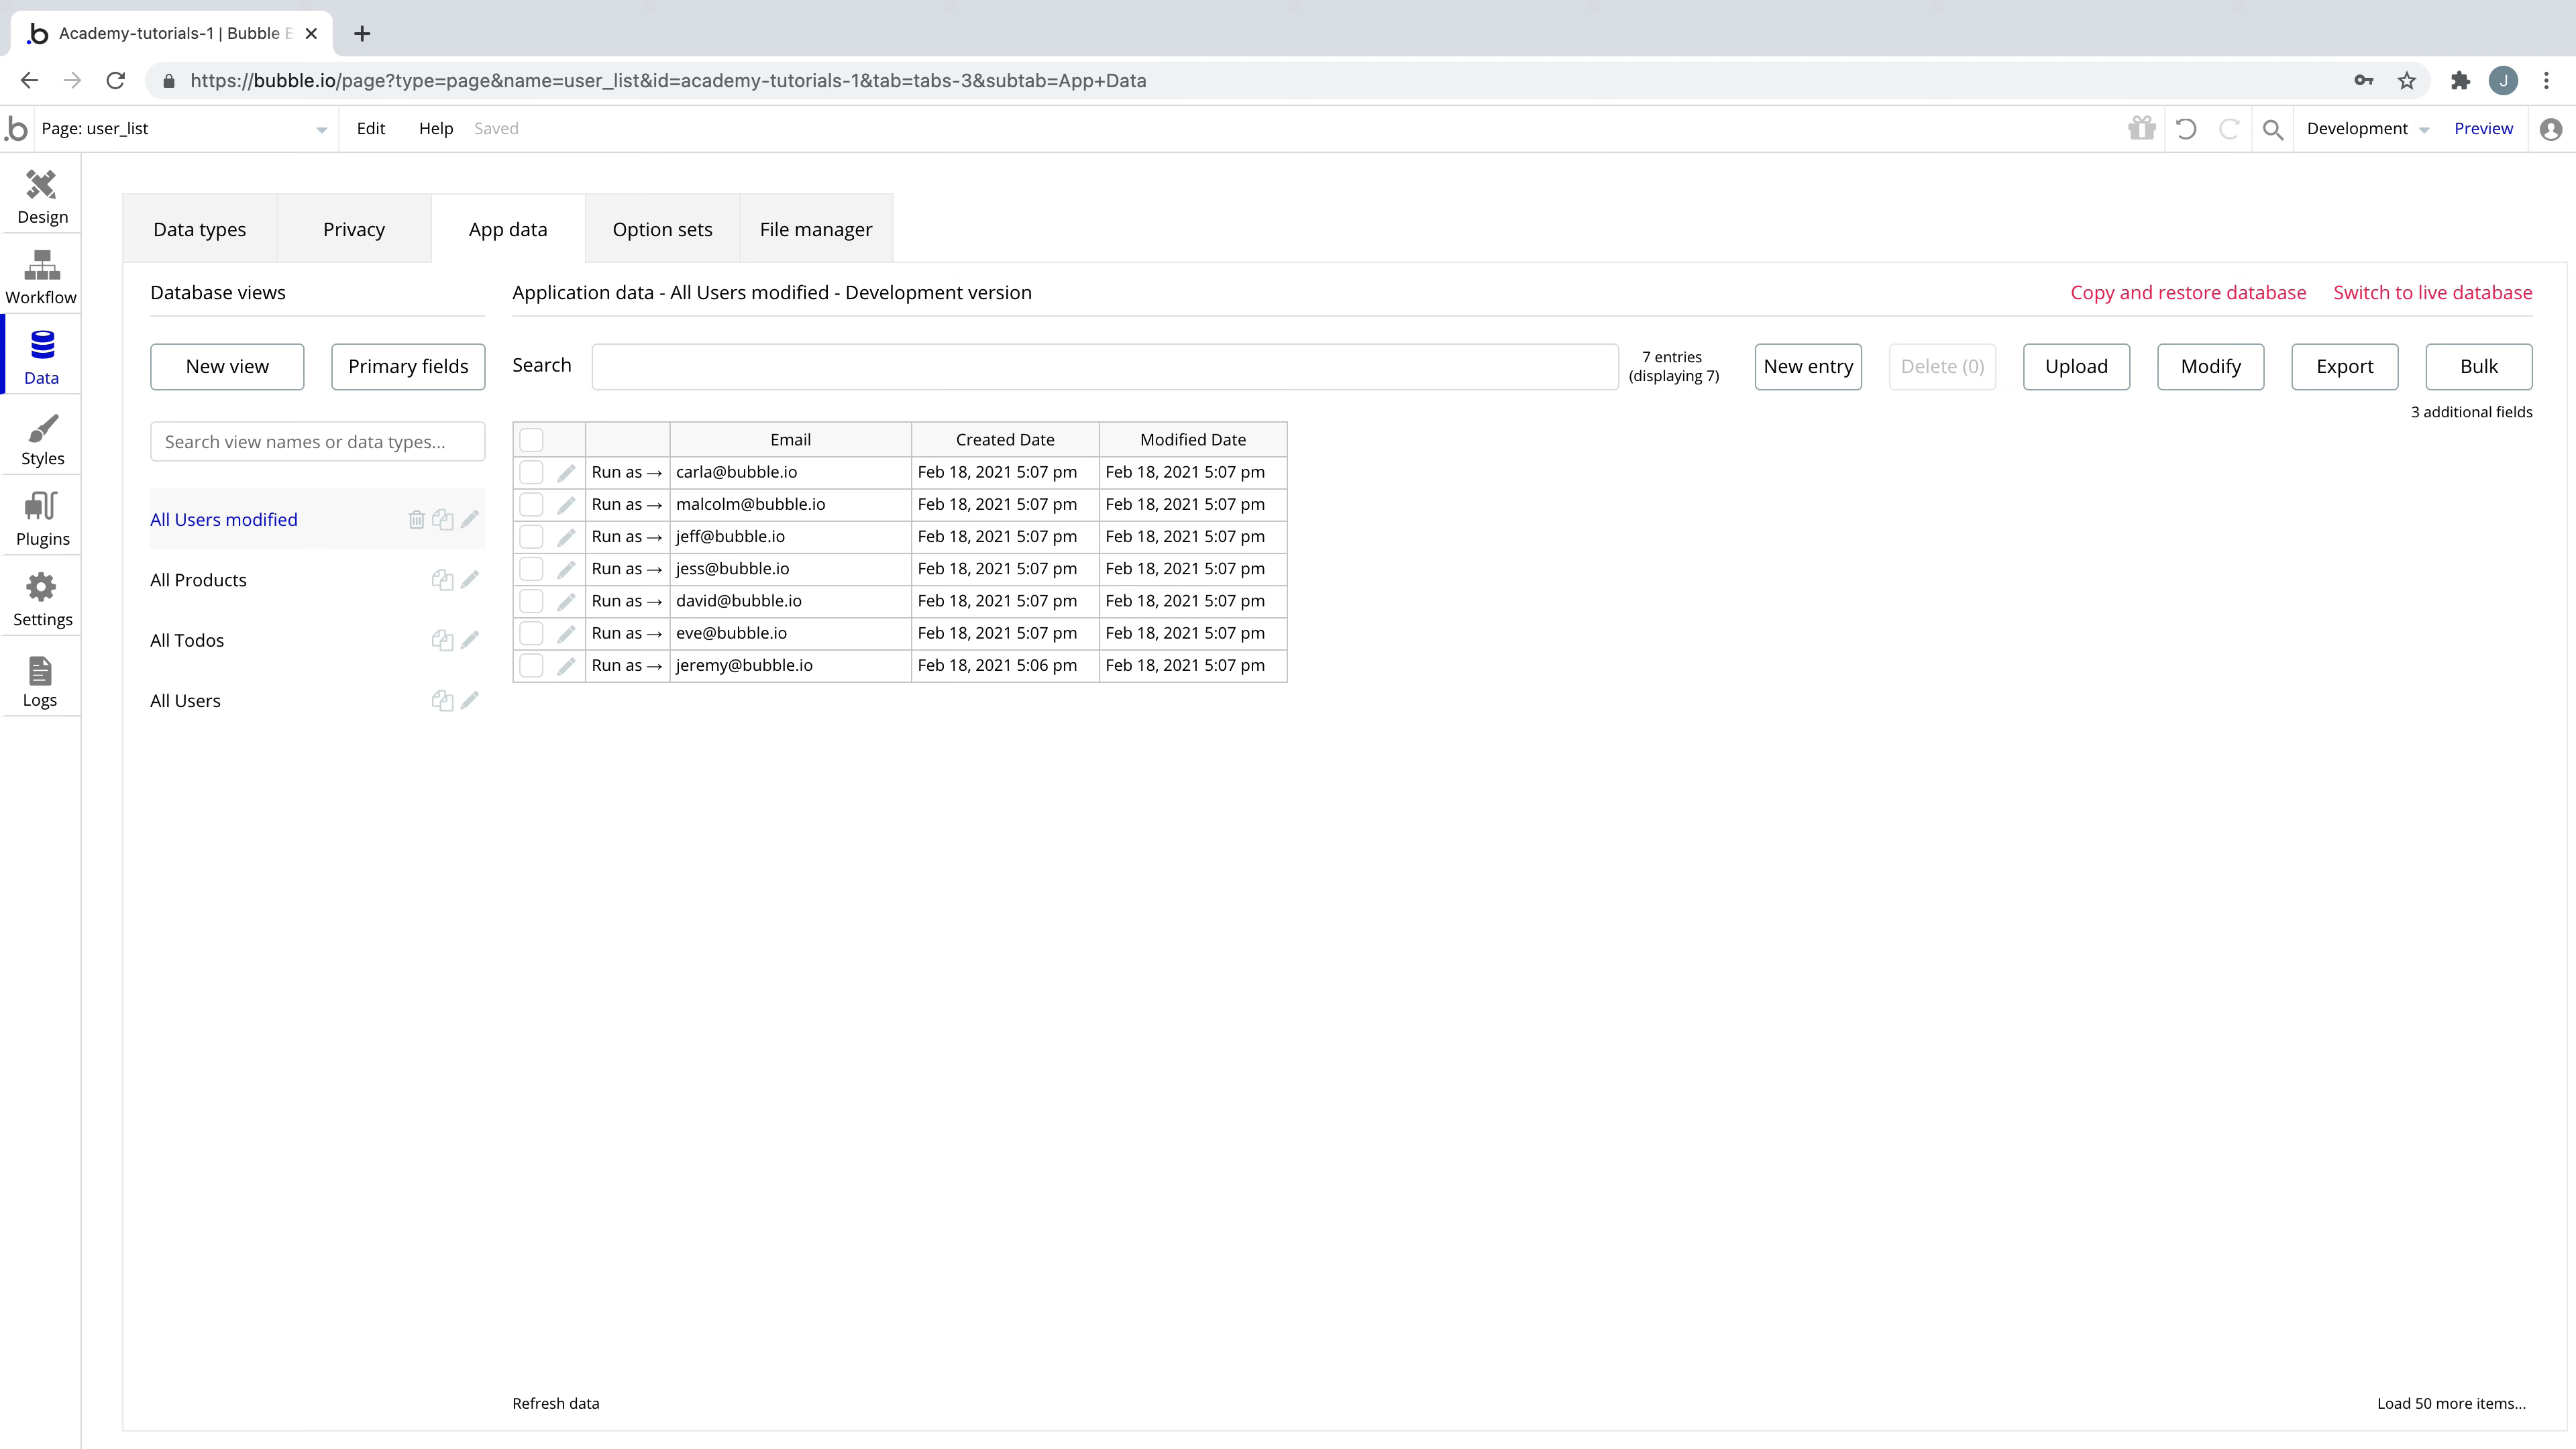 Academy-tutorials-1 | Bubble E
https://bubble.io/page?type=page&name=user_list&id=academy-tutorials-1&tab=tabs-3&subtab=App+Data
J
b Page: user_list Edit Help Saved Development Preview
Design
Workflow
Data
Styles
Plugins
Settings
Logs
Data types Privacy App data Option sets File manager
Database views
New view Primary fields
Search view names or data types...
All Users modified
All Products
All Todos
All Users
Application data - All Users modified - Development version Copy and restore database Switch to live database
Search 7 entries
(displaying 7)
New entry Delete (0) Upload Modify Export Bulk
3 additional fields
Email Created Date Modified Date
Run as → carla@bubble.io Feb 18, 2021 5:07 pm Feb 18, 2021 5:07 pm
Run as → malcolm@bubble.io Feb 18, 2021 5:07 pm Feb 18, 2021 5:07 pm
Run as → jeff@bubble.io Feb 18, 2021 5:07 pm Feb 18, 2021 5:07 pm
Run as → jess@bubble.io Feb 18, 2021 5:07 pm Feb 18, 2021 5:07 pm
Run as → david@bubble.io Feb 18, 2021 5:07 pm Feb 18, 2021 5:07 pm
Run as → eve@bubble.io Feb 18, 2021 5:07 pm Feb 18, 2021 5:07 pm
Run as → jeremy@bubble.io Feb 18, 2021 5:06 pm Feb 18, 2021 5:07 pm
Refresh data Load 50 more items...